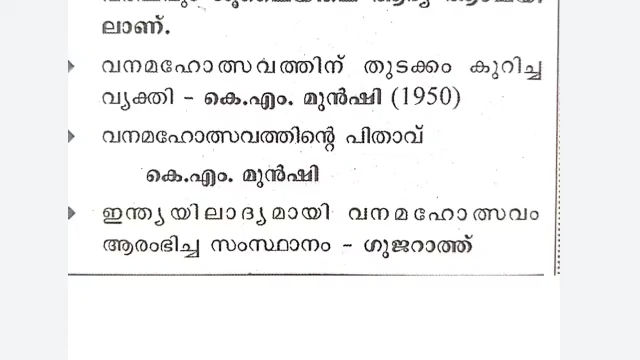 ലാണ്.
വനമഹോത്സവത്തിന് തുടക്കം കുറിച്ച
വ്യക്തി - കെ.എം. മുൻഷി (1950)
വനമഹോത്സവത്തിന്റെ പിതാവ്
കെ.എം. മുൻഷി
ഇന്ത്യയിലാദ്യമായി വനമഹോത്സവം
ആരംഭിച്ച സംസ്ഥാനം - ഗുജറാത്ത്